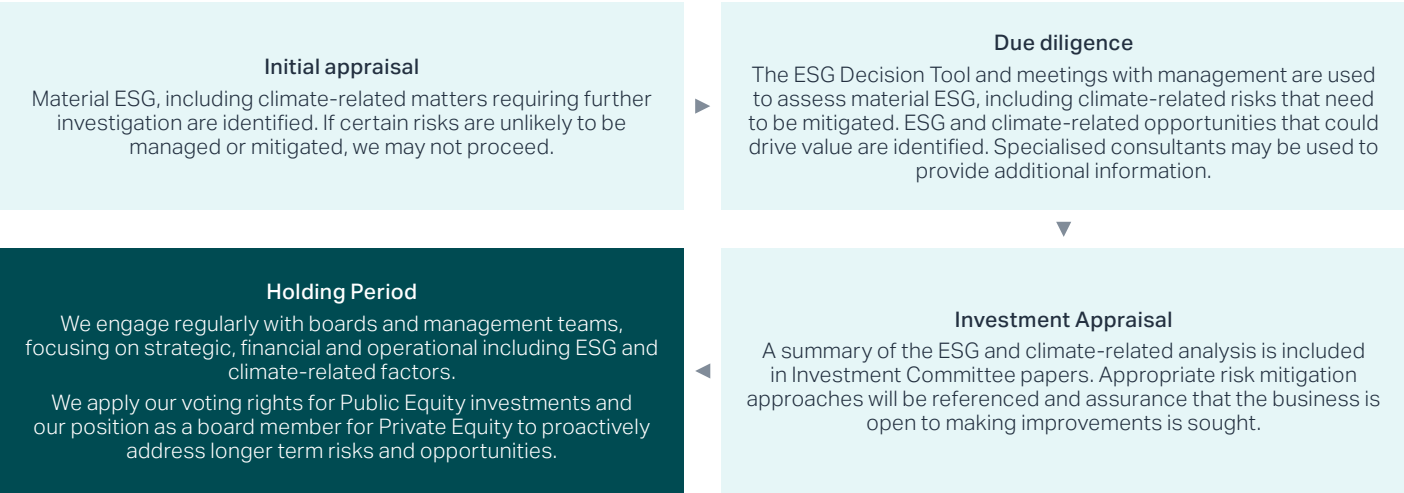 Initial appraisal
Material ESG, including climate-related matters requiring further
investigation are identified. If certain risks are unlikely to be
managed or mitigated, we may not proceed.
Due diligence
The ESG Decision Tool and meetings with management are used
to assess material ESG, including climate-related risks that need
to be mitigated. ESG and climate-related opportunities that could
drive value are identified. Specialised consultants may be used to
provide additional information.
Investment Appraisal
A summary of the ESG and climate-related analysis is included
in Investment Committee papers. Appropriate risk mitigation
approaches will be referenced and assurance that the business is
open to making improvements is sought.
Holding Period
We engage regularly with boards and management teams,
focusing on strategic, financial and operational including ESG and
climate-related factors.
We apply our voting rights for Public Equity investments and
our position as a board member for Private Equity to proactively
address longer term risks and opportunities.